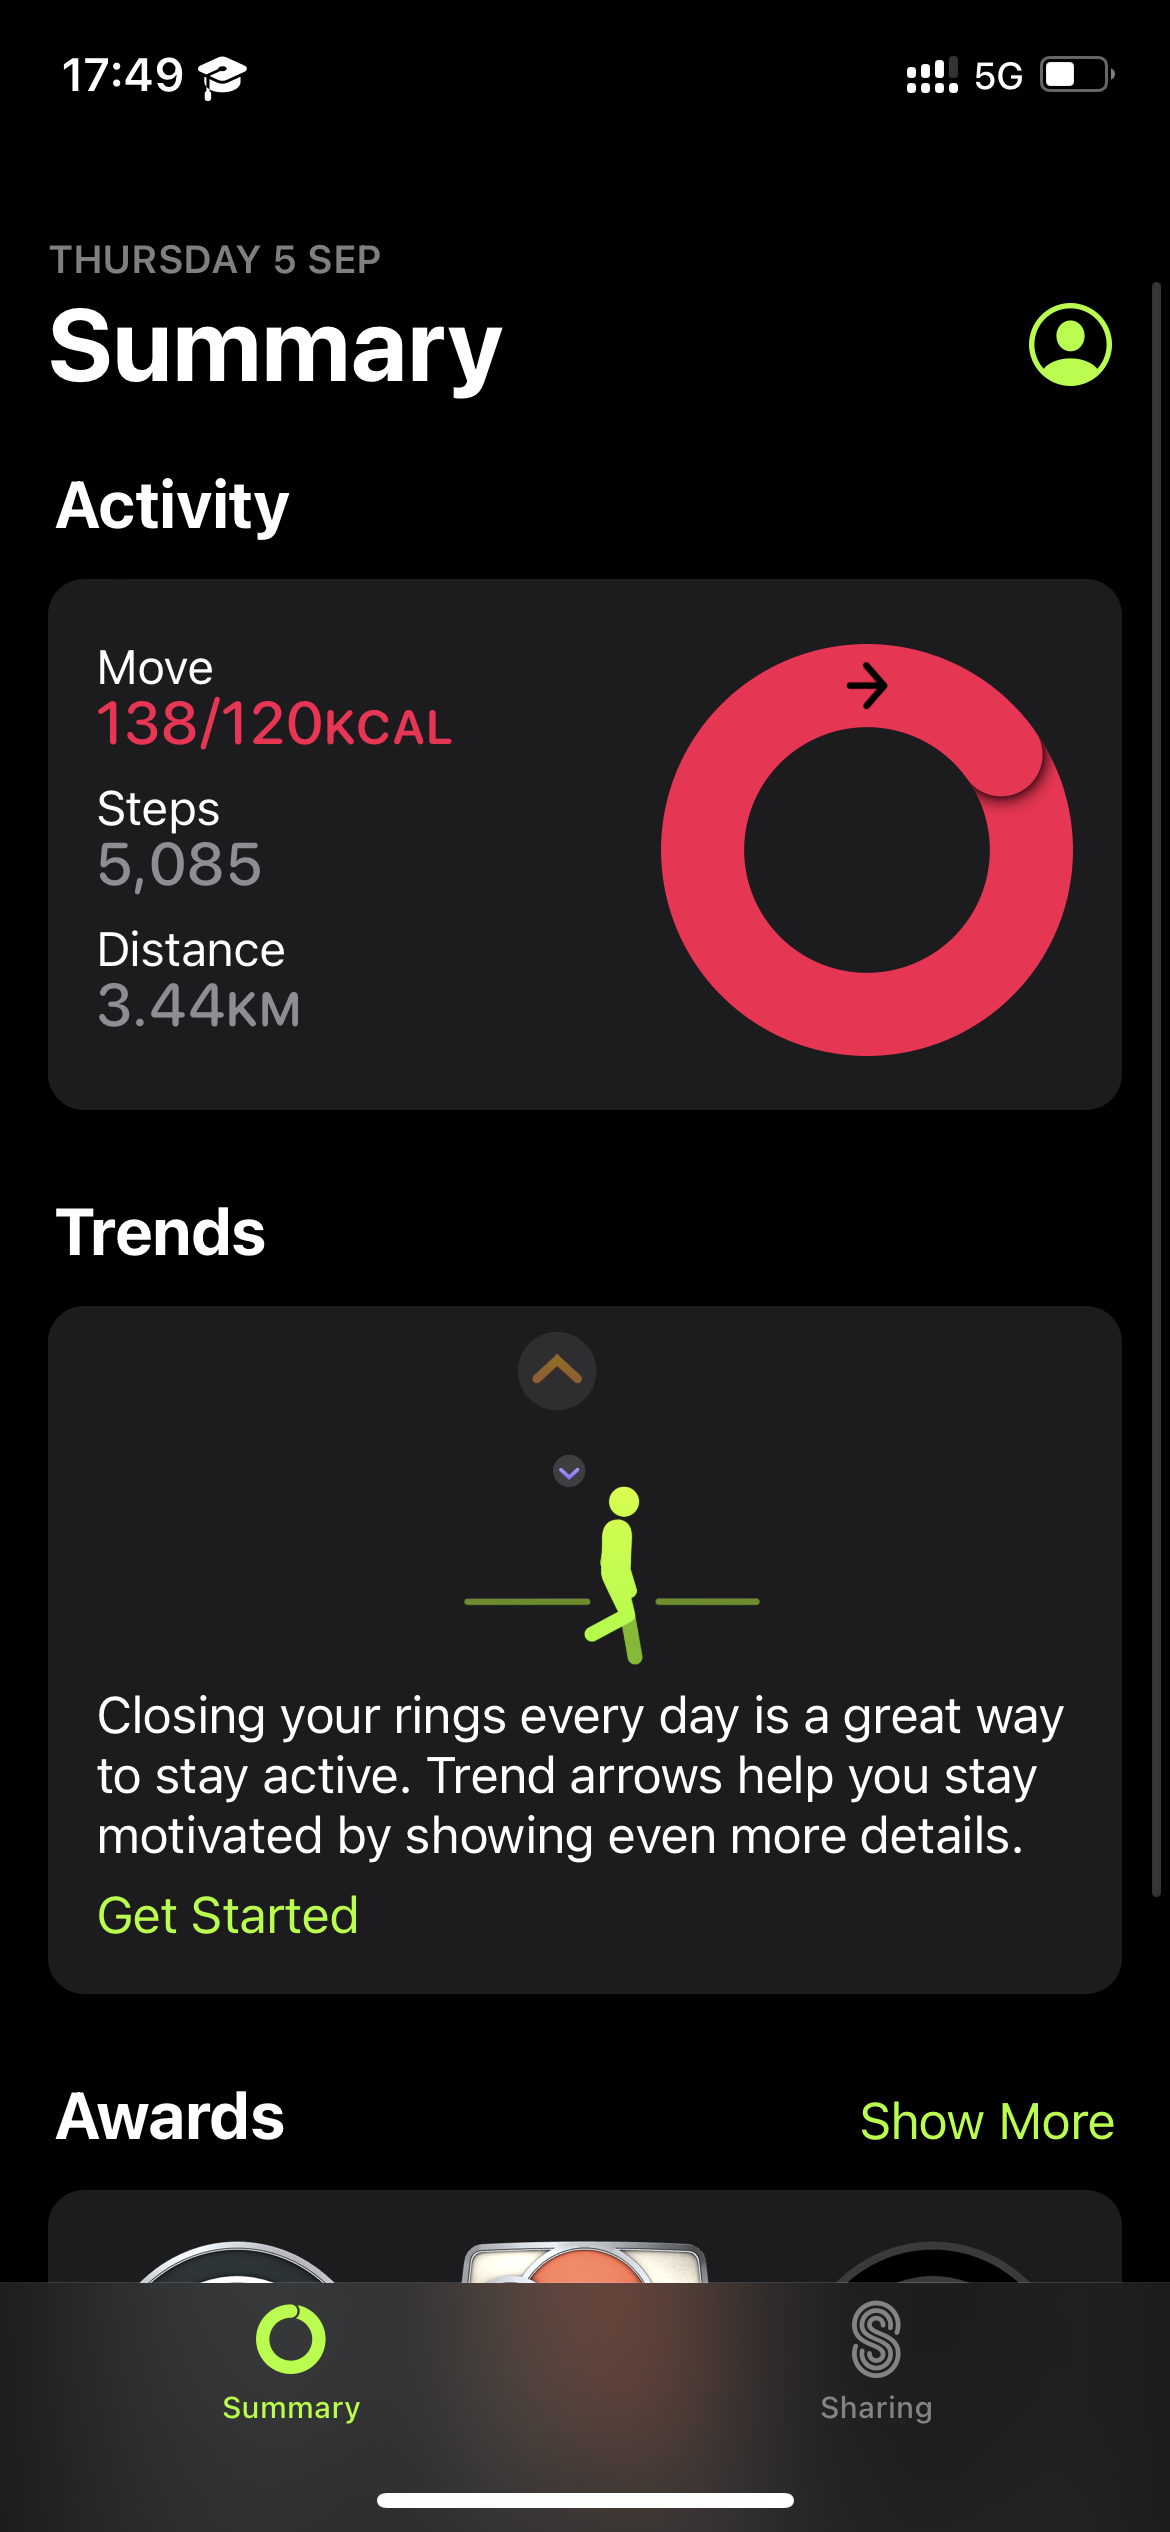 17:49
5G
THURSDAY 5 SEP
Summary
Activity
Move
138/120KCAL
Steps
5,085
Distance
3.44KM
Trends
Closing your rings every day is a great way
to stay active. Trend arrows help you stay
motivated by showing even more details.
Get Started
Awards
Show More
Summary
Sharing